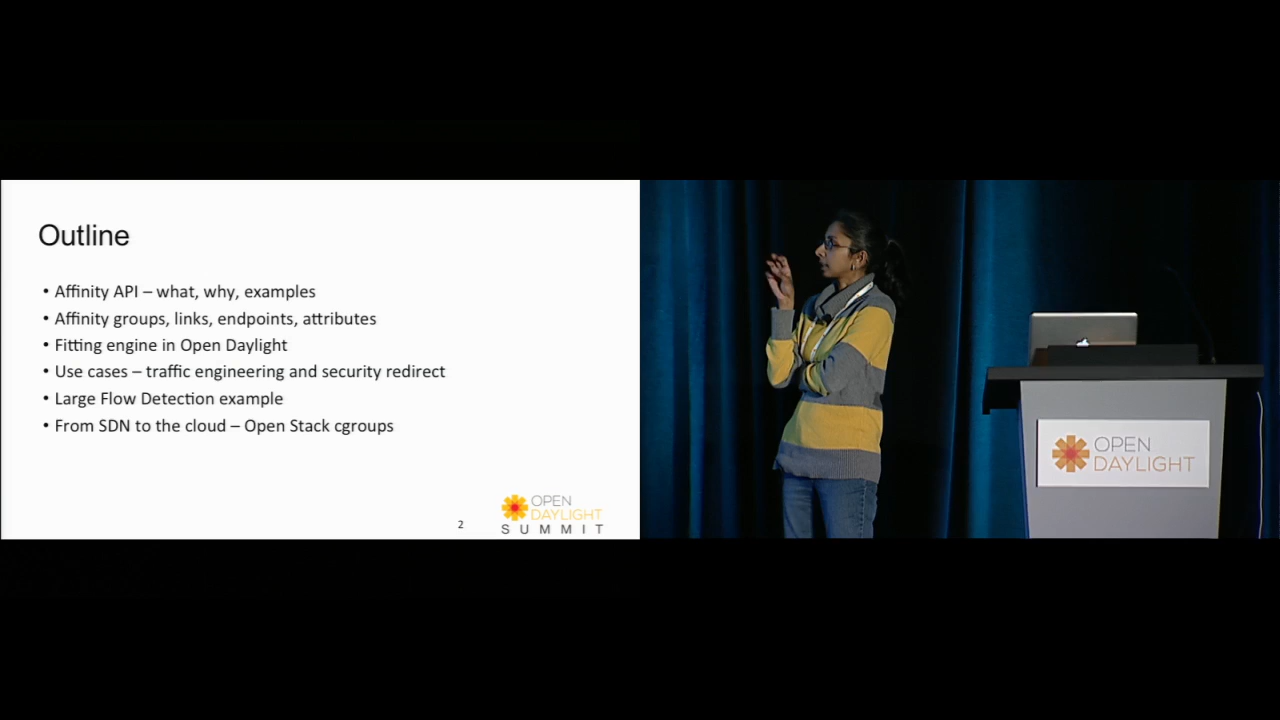 Outline
• Affinity API – what, why, examples
• Affinity groups, links, endpoints, attributes
• Fitting engine in Open Daylight
• Use cases – traffic engineering and security redirect
• Large Flow Detection example
• From SDN to the cloud – Open Stack cgroups
2
OPEN
DAYLIGHT
SUMMIT
OPEN
DAYLIGHT